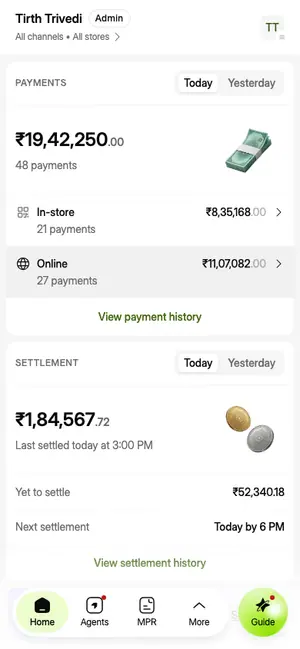 Tirth Trivedi Admin
All channels • All stores
TT
PAYMENTS Today Yesterday
₹19,42,250.00
48 payments
In-store ₹8,35,168.00
21 payments
Online ₹11,07,082.00
27 payments
View payment history
SETTLEMENT Today Yesterday
₹1,84,567.72
Last settled today at 3:00 PM
Yet to settle ₹52,340.18
Next settlement Today by 6 PM
View settlement history
Home Agents MPR More Guide